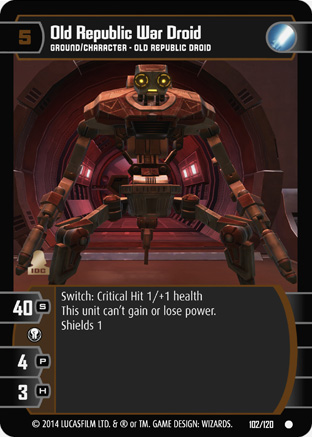 5 Old Republic War Droid
GROUND/CHARACTER - OLD REPUBLIC DROID
IDC
40 S
Switch: Critical Hit 1/+1 health
This unit can't gain or lose power.
Shields 1
4 P
3 H
© 2014 LUCASFILM LTD. & ® or TM. GAME DESIGN: WIZARDS. 102/120